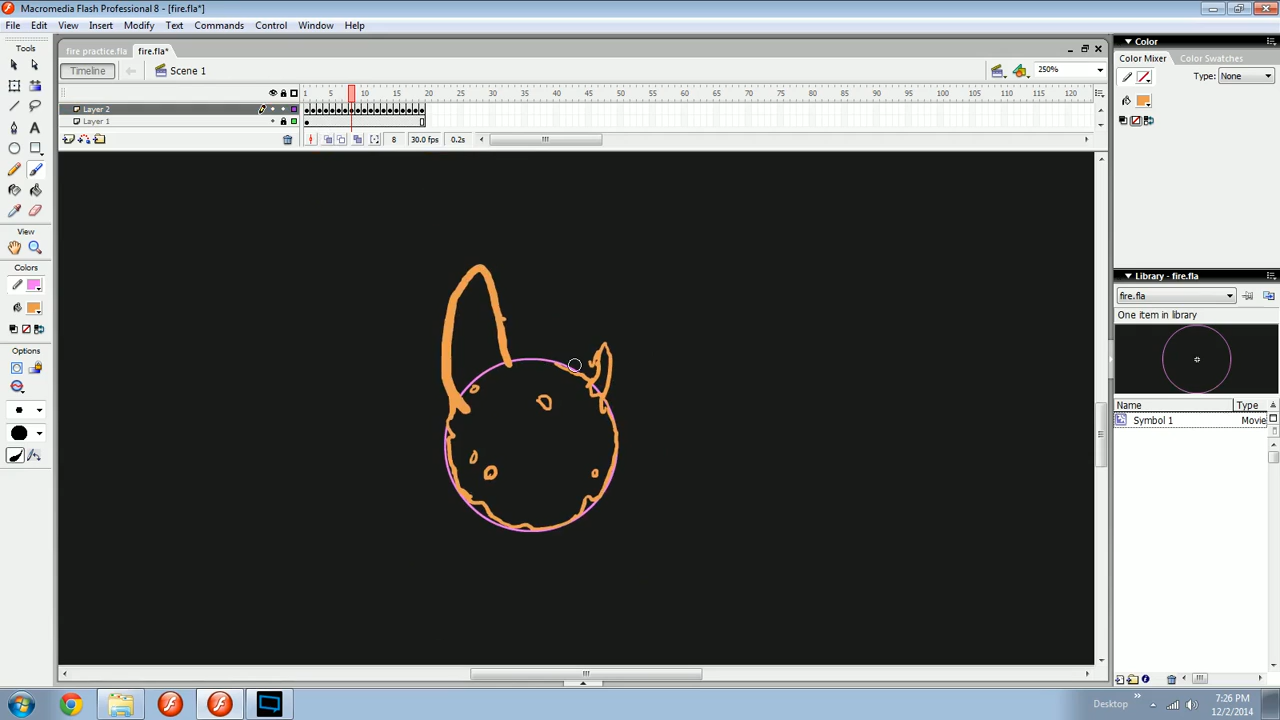 Macromedia Flash Professional 8 - [fire.fla*]
File Edit View Insert Modify Text Commands Control Window Help
Tools
fire practice.fla fire.fla*
Timeline Scene 1 250%
1 5 10 15 20 25 30 35 40 45 50 55 60 65 70 75 80 85 90 95 100 105 110 115 120
Layer 2
Layer 1
8 30.0 fps 0.2s
View
Colors
Options
Color
Color Mixer Color Swatches
Type: None
Library - fire.fla
fire.fla
One item in library
Name Type
Symbol 1 Movie
Desktop
7:26 PM
12/2/2014